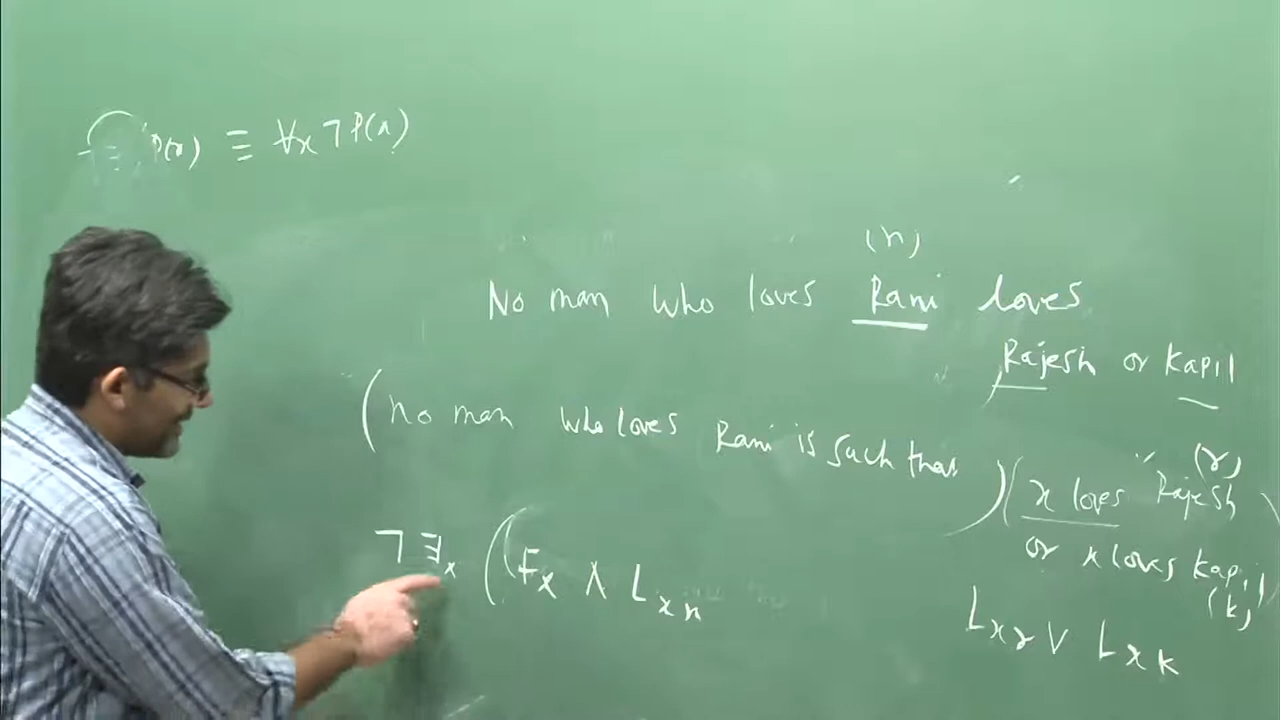 P(x) ≡ ∀x ¬P(x)
(n)
No man who loves Rani loves
Rajesh or Kapil
(No man who loves Rani is such that) (x loves Rajesh
(r)
or x loves Kapil)
(k)
¬∃x ((Fx ∧ Lxn
Lxr ∨ Lxk